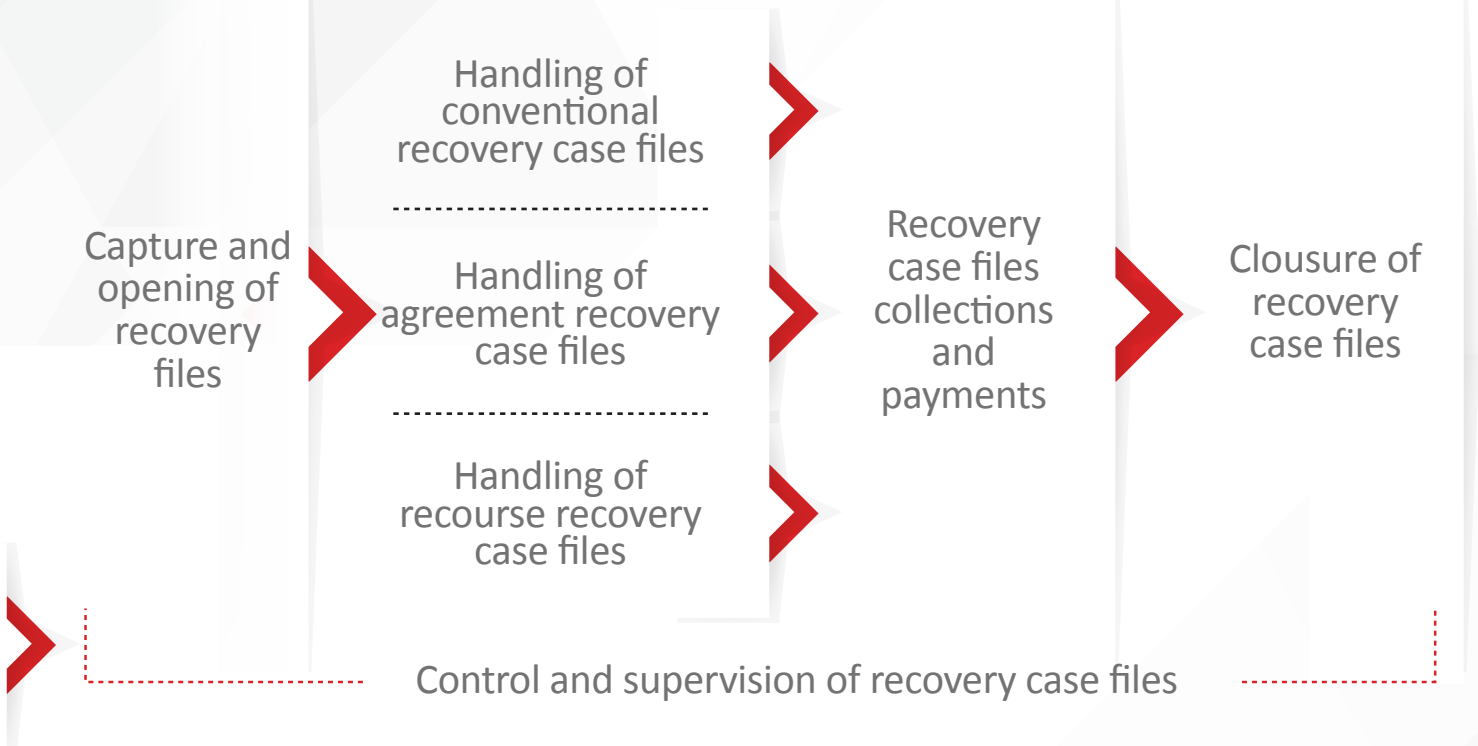 Capture and
opening of
recovery
files
Handling of
conventional
recovery case files
Handling of
agreement recovery
case files
Handling of
recourse recovery
case files
Recovery
case files
collections
and
payments
Clousure of
recovery
case files
Control and supervision of recovery case files